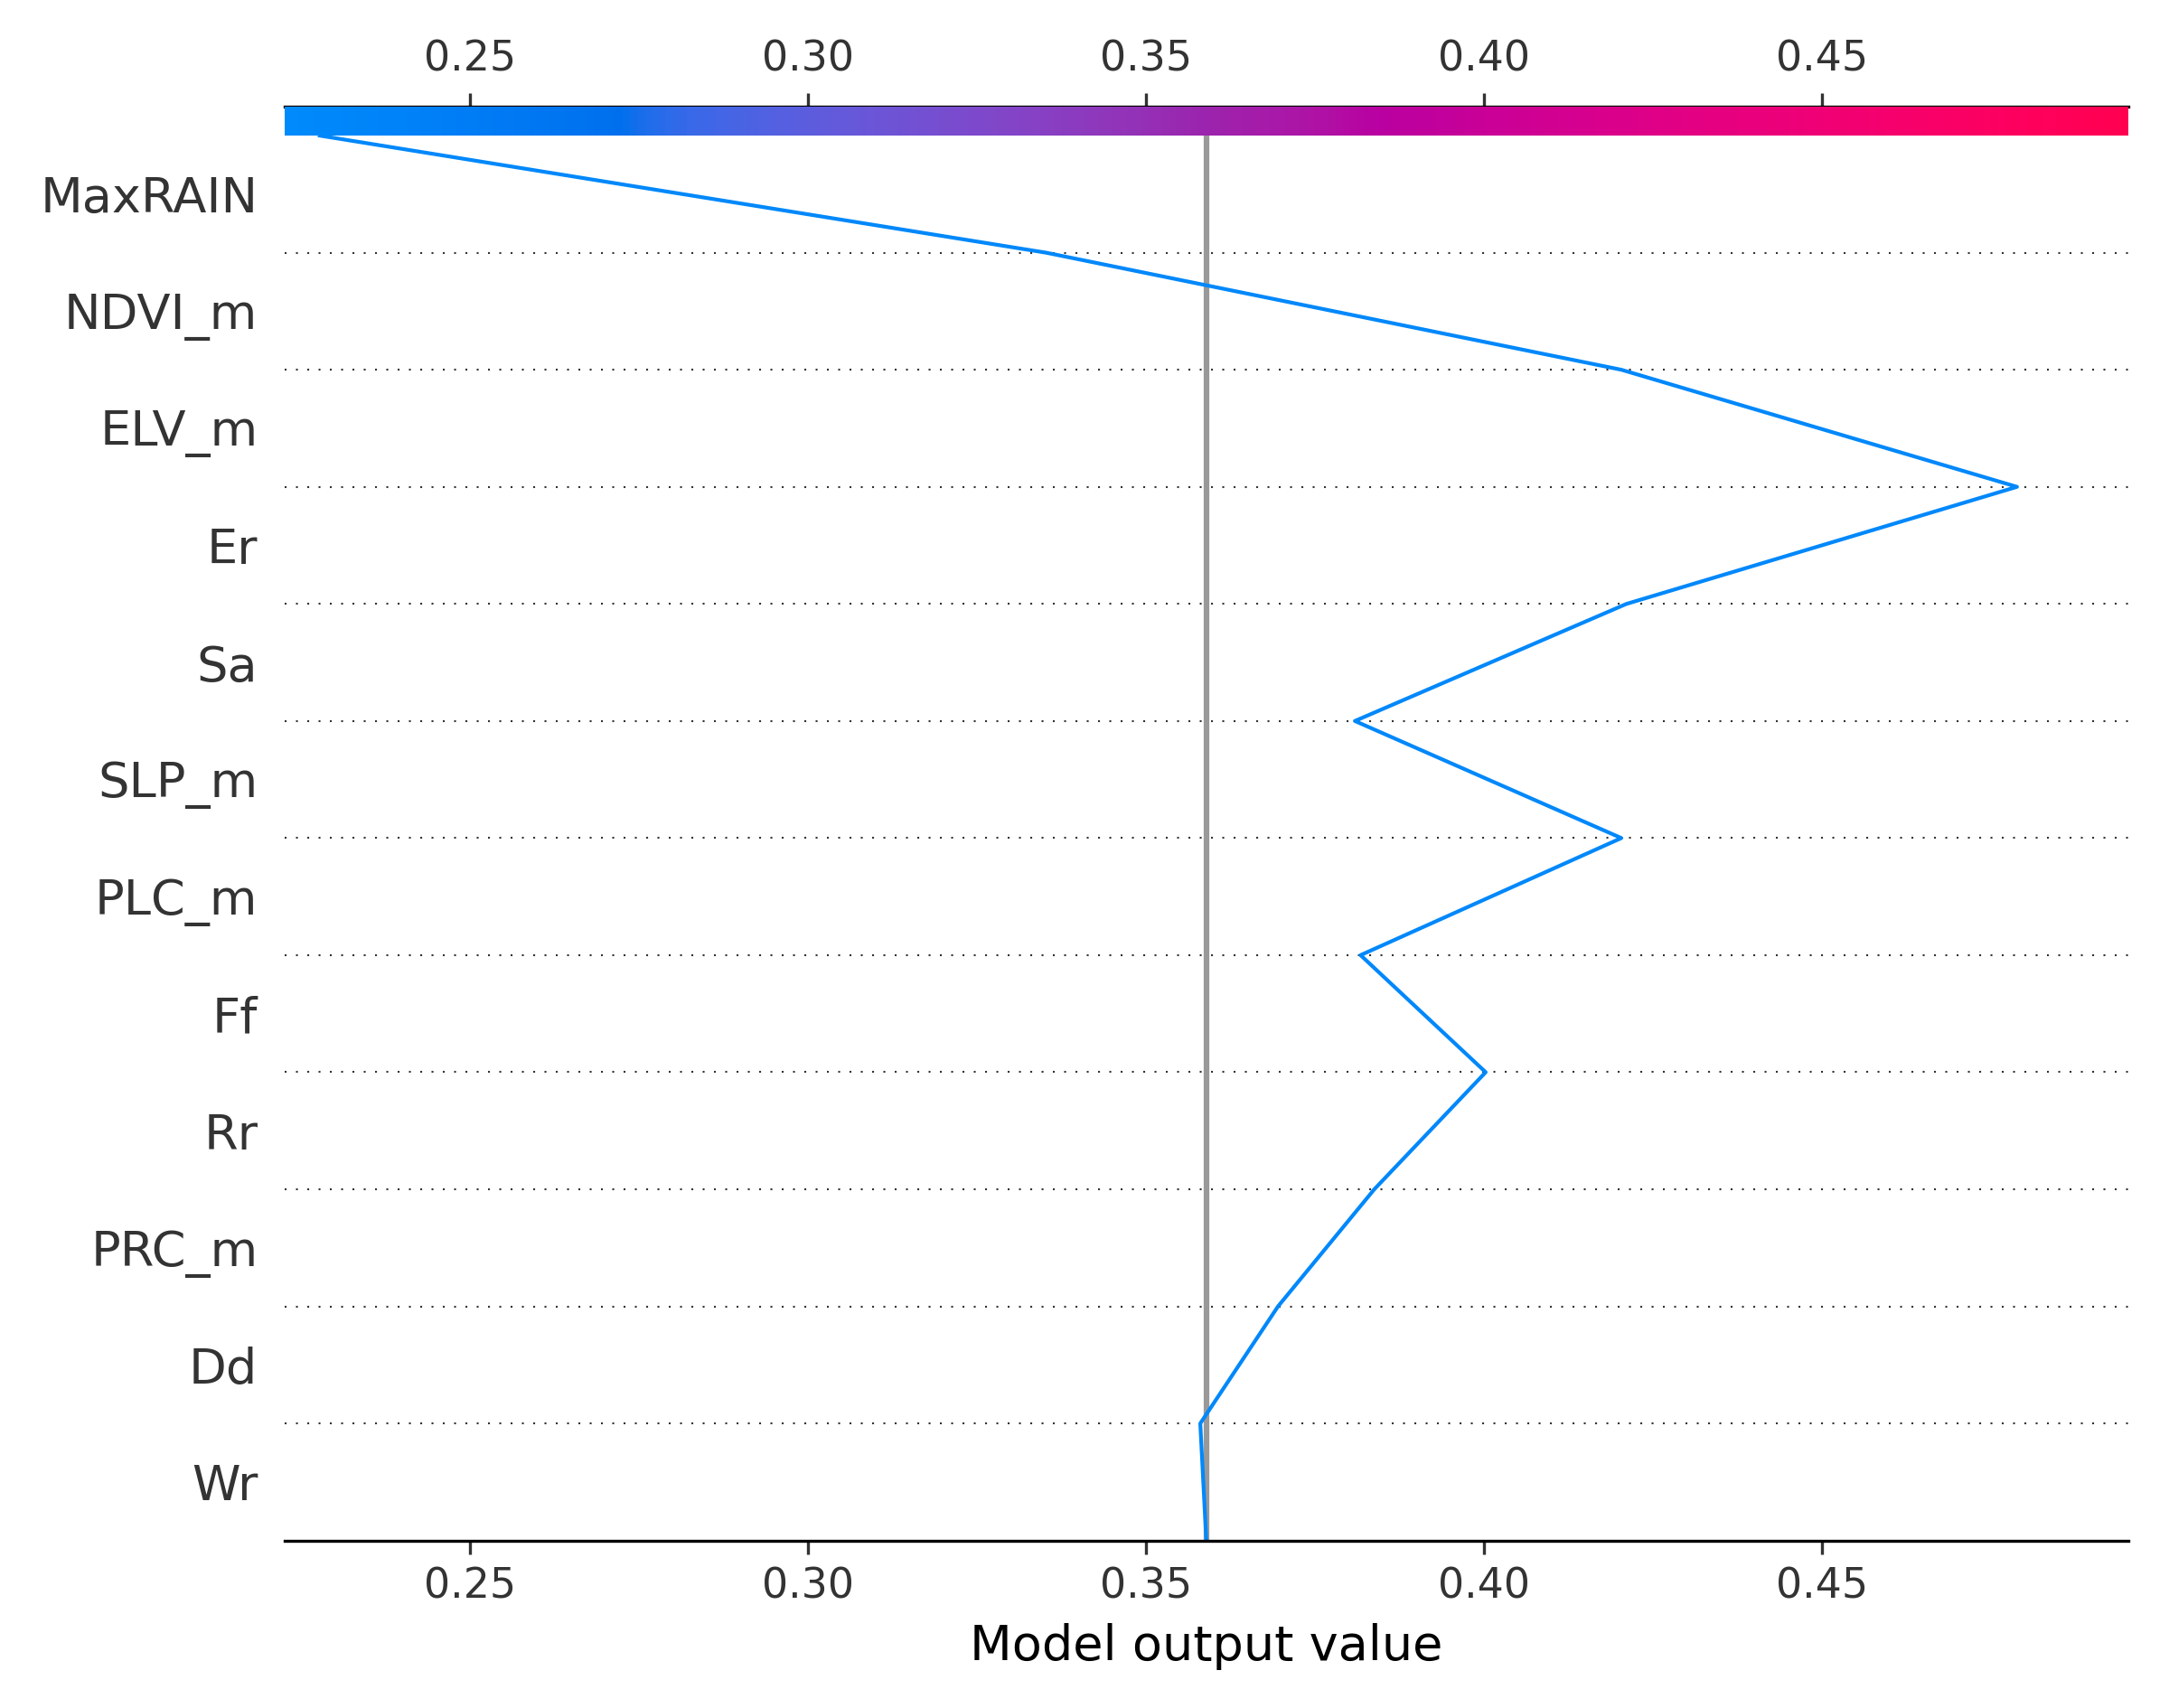 0.25 0.30 0.35 0.40 0.45
MaxRAIN
NDVI_m
ELV_m
Er
Sa
SLP_m
PLC_m
Ff
Rr
PRC_m
Dd
Wr
0.25 0.30 0.35 0.40 0.45
Model output value